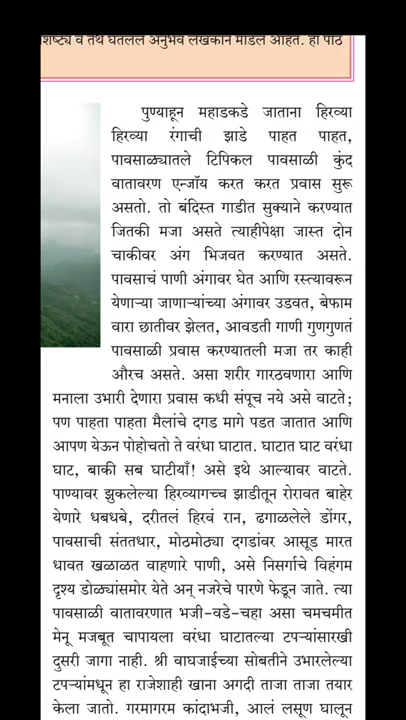 व तेथे घेतलेले अनुभव लेखकाने मांडले आहेत. हा पाठ
पुण्याहून महाडकडे जाताना हिरव्या
हिरव्या रंगाची झाडे पाहत पाहत,
पावसाळ्यातले टिपिकल पावसाळी कुंद
वातावरण एन्जॉय करत करत प्रवास सुरू
असतो. तो बंदिस्त गाडीत सुक्याने करण्यात
जितकी मजा असते त्याहीपेक्षा जास्त दोन
चाकीवर अंग भिजवत करण्यात असते.
पावसाचं पाणी अंगावर घेत आणि रस्त्यावरून
येणाऱ्या जाणाऱ्यांच्या अंगावर उडवत, बेफाम
वारा छातीवर झेलत, आवडती गाणी गुणगुणतं
पावसाळी प्रवास करण्यातली मजा तर काही
औरच असते. असा शरीर गारठवणारा आणि
मनाला उभारी देणारा प्रवास कधी संपूच नये असे वाटते;
पण पाहता पाहता मैलांचे दगड मागे पडत जातात आणि
आपण येऊन पोहोचतो ते वरंधा घाटात. घाटात घाट वरंधा
घाट, बाकी सब घाटीयाँ! असे इथे आल्यावर वाटते.
पाण्यावर झुकलेल्या हिरव्यागच्च झाडीतून रोरावत बाहेर
येणारे धबधबे, दरीतलं हिरवं रान, ढगाळलेले डोंगर,
पावसाची संततधार, मोठमोठ्या दगडांवर आसूड मारत
धावत खळाळत वाहणारे पाणी, असे निसर्गाचे विहंगम
दृश्य डोळ्यांसमोर येते अन् नजरेचे पारणे फेडून जाते. त्या
पावसाळी वातावरणात भजी-वडे-चहा असा चमचमीत
मेनू मजबूत चापायला वरंधा घाटातल्या टपऱ्यांसारखी
दुसरी जागा नाही. श्री वाघजाईच्या सोबतीने उभारलेल्या
टपऱ्यांमधून हा राजेशाही खाना अगदी ताजा ताजा तयार
केला जातो. गरमागरम कांदाभजी, आलं लसूण घालून